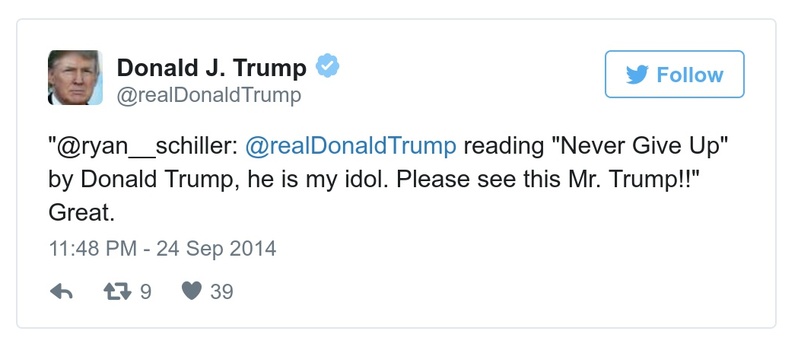 Donald J. Trump
@realDonaldTrump
Follow
"@ryan__schiller: @realDonaldTrump reading "Never Give Up"
by Donald Trump, he is my idol. Please see this Mr. Trump!!"
Great.
11:48 PM - 24 Sep 2014
9 39